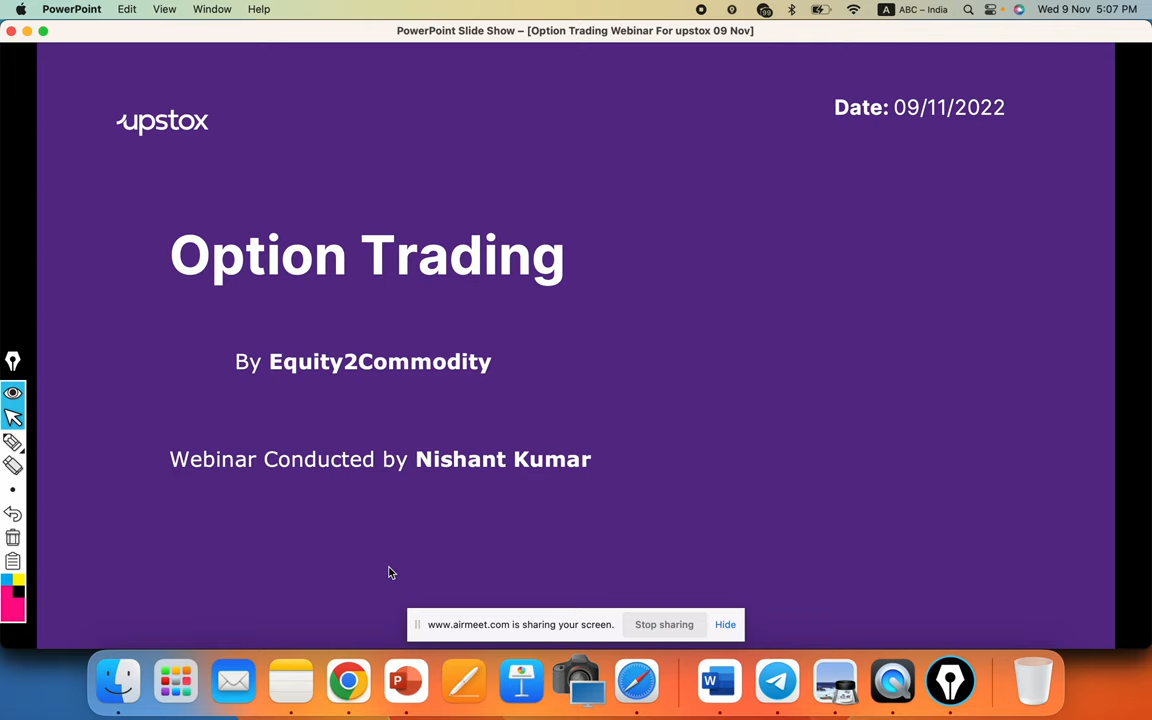 PowerPoint Edit View Window Help
99
A ABC – India Wed 9 Nov 5:07 PM
PowerPoint Slide Show – [Option Trading Webinar For upstox 09 Nov]
upstox
Date: 09/11/2022
Option Trading
By Equity2Commodity
Webinar Conducted by Nishant Kumar
www.airmeet.com is sharing your screen. Stop sharing Hide
P
W